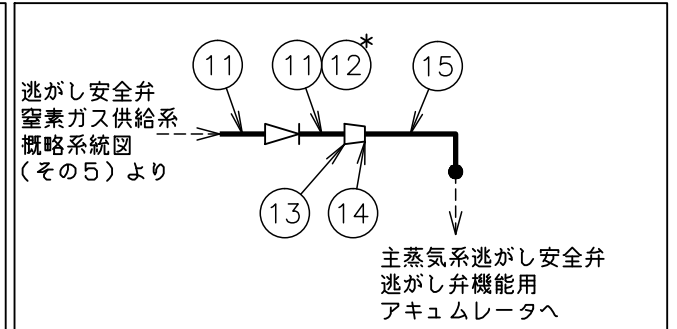 11
11
12
*
15
逃がし安全弁
窒素ガス供給系
概略系統図
(その5)より
13
14
主蒸気系逃がし安全弁
逃がし弁機能用
アキュムレータへ